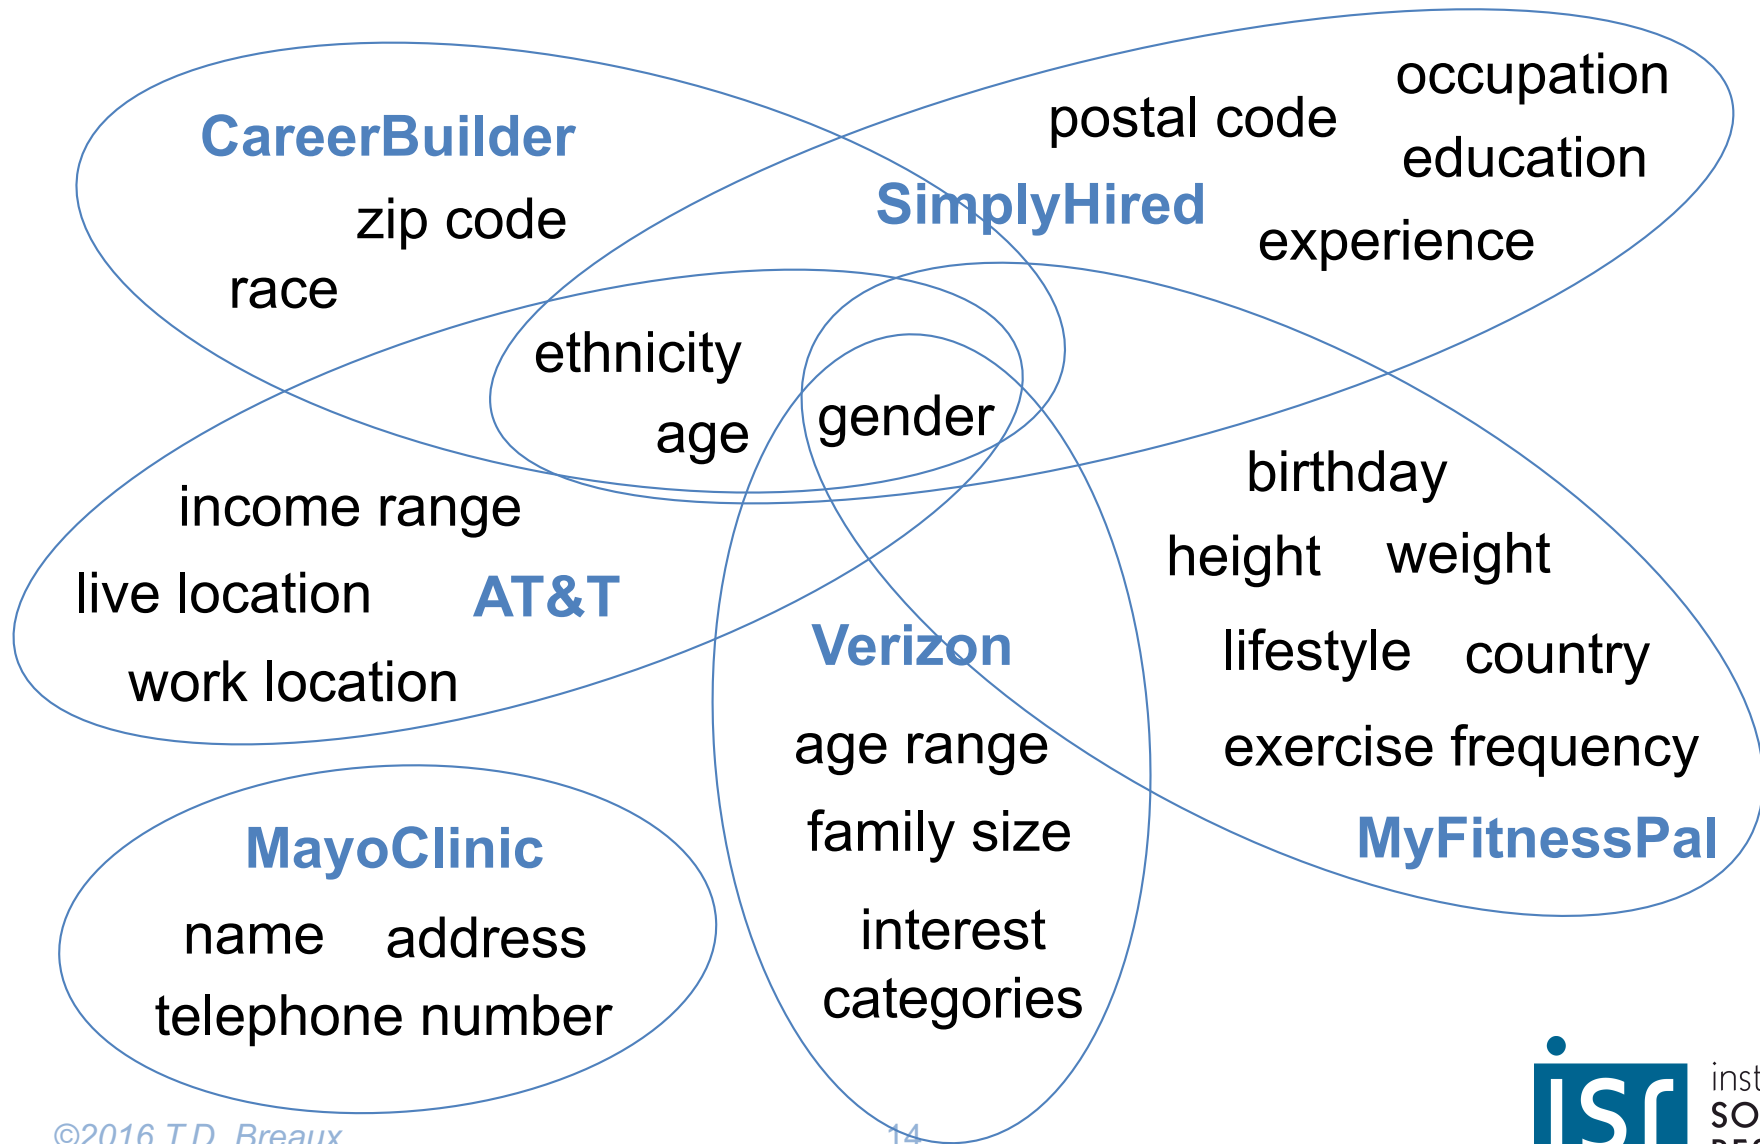 occupation
postal code
CareerBuilder
education
SimplyHired
zip code
experience
race
ethnicity
gender
age
birthday
income range
height weight
live location AT&T
Verizon
lifestyle country
work location
age range
exercise frequency
family size
MyFitnessPal
MayoClinic
name address
interest
categories
telephone number
isr
©2016 T.D. Breaux
14